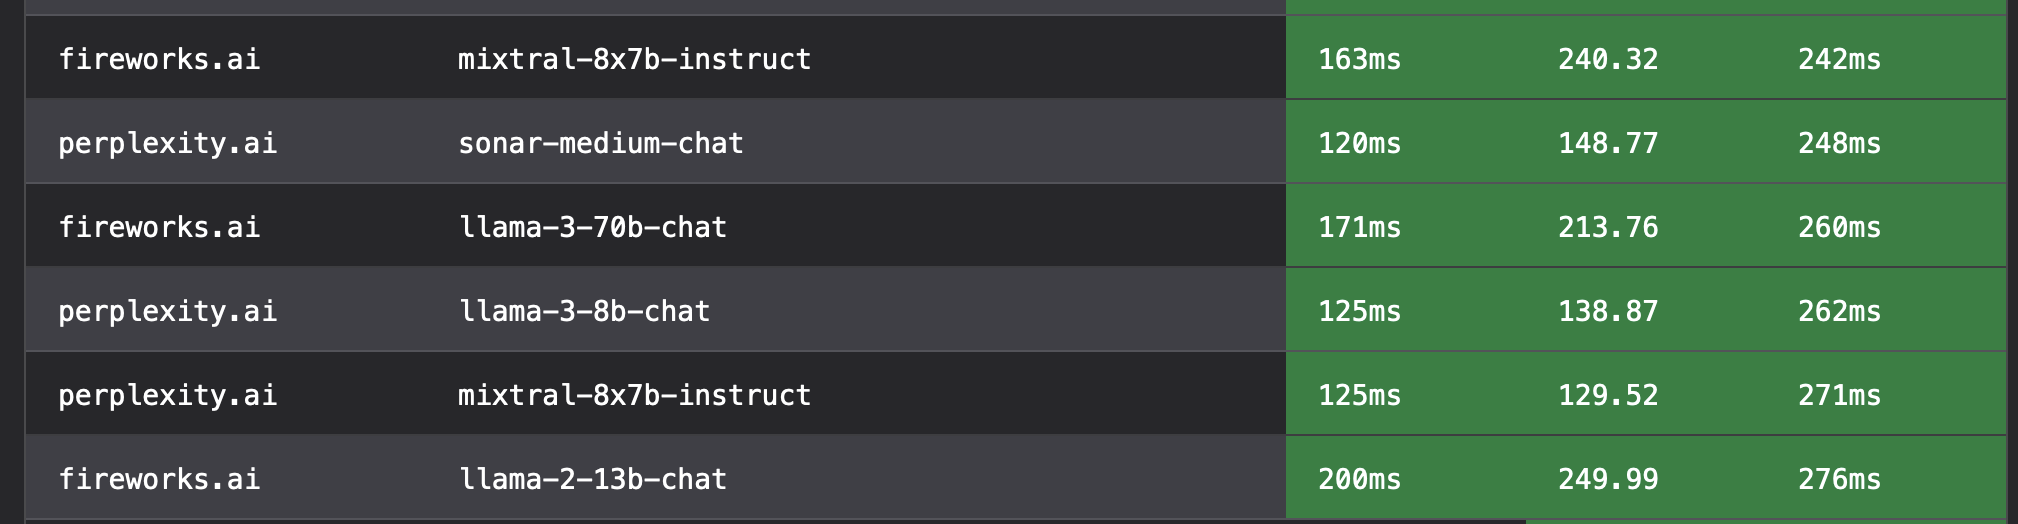 fireworks.ai mixtral-8x7b-instruct 163ms 240.32 242ms
perplexity.ai sonar-medium-chat 120ms 148.77 248ms
fireworks.ai llama-3-70b-chat 171ms 213.76 260ms
perplexity.ai llama-3-8b-chat 125ms 138.87 262ms
perplexity.ai mixtral-8x7b-instruct 125ms 129.52 271ms
fireworks.ai llama-2-13b-chat 200ms 249.99 276ms